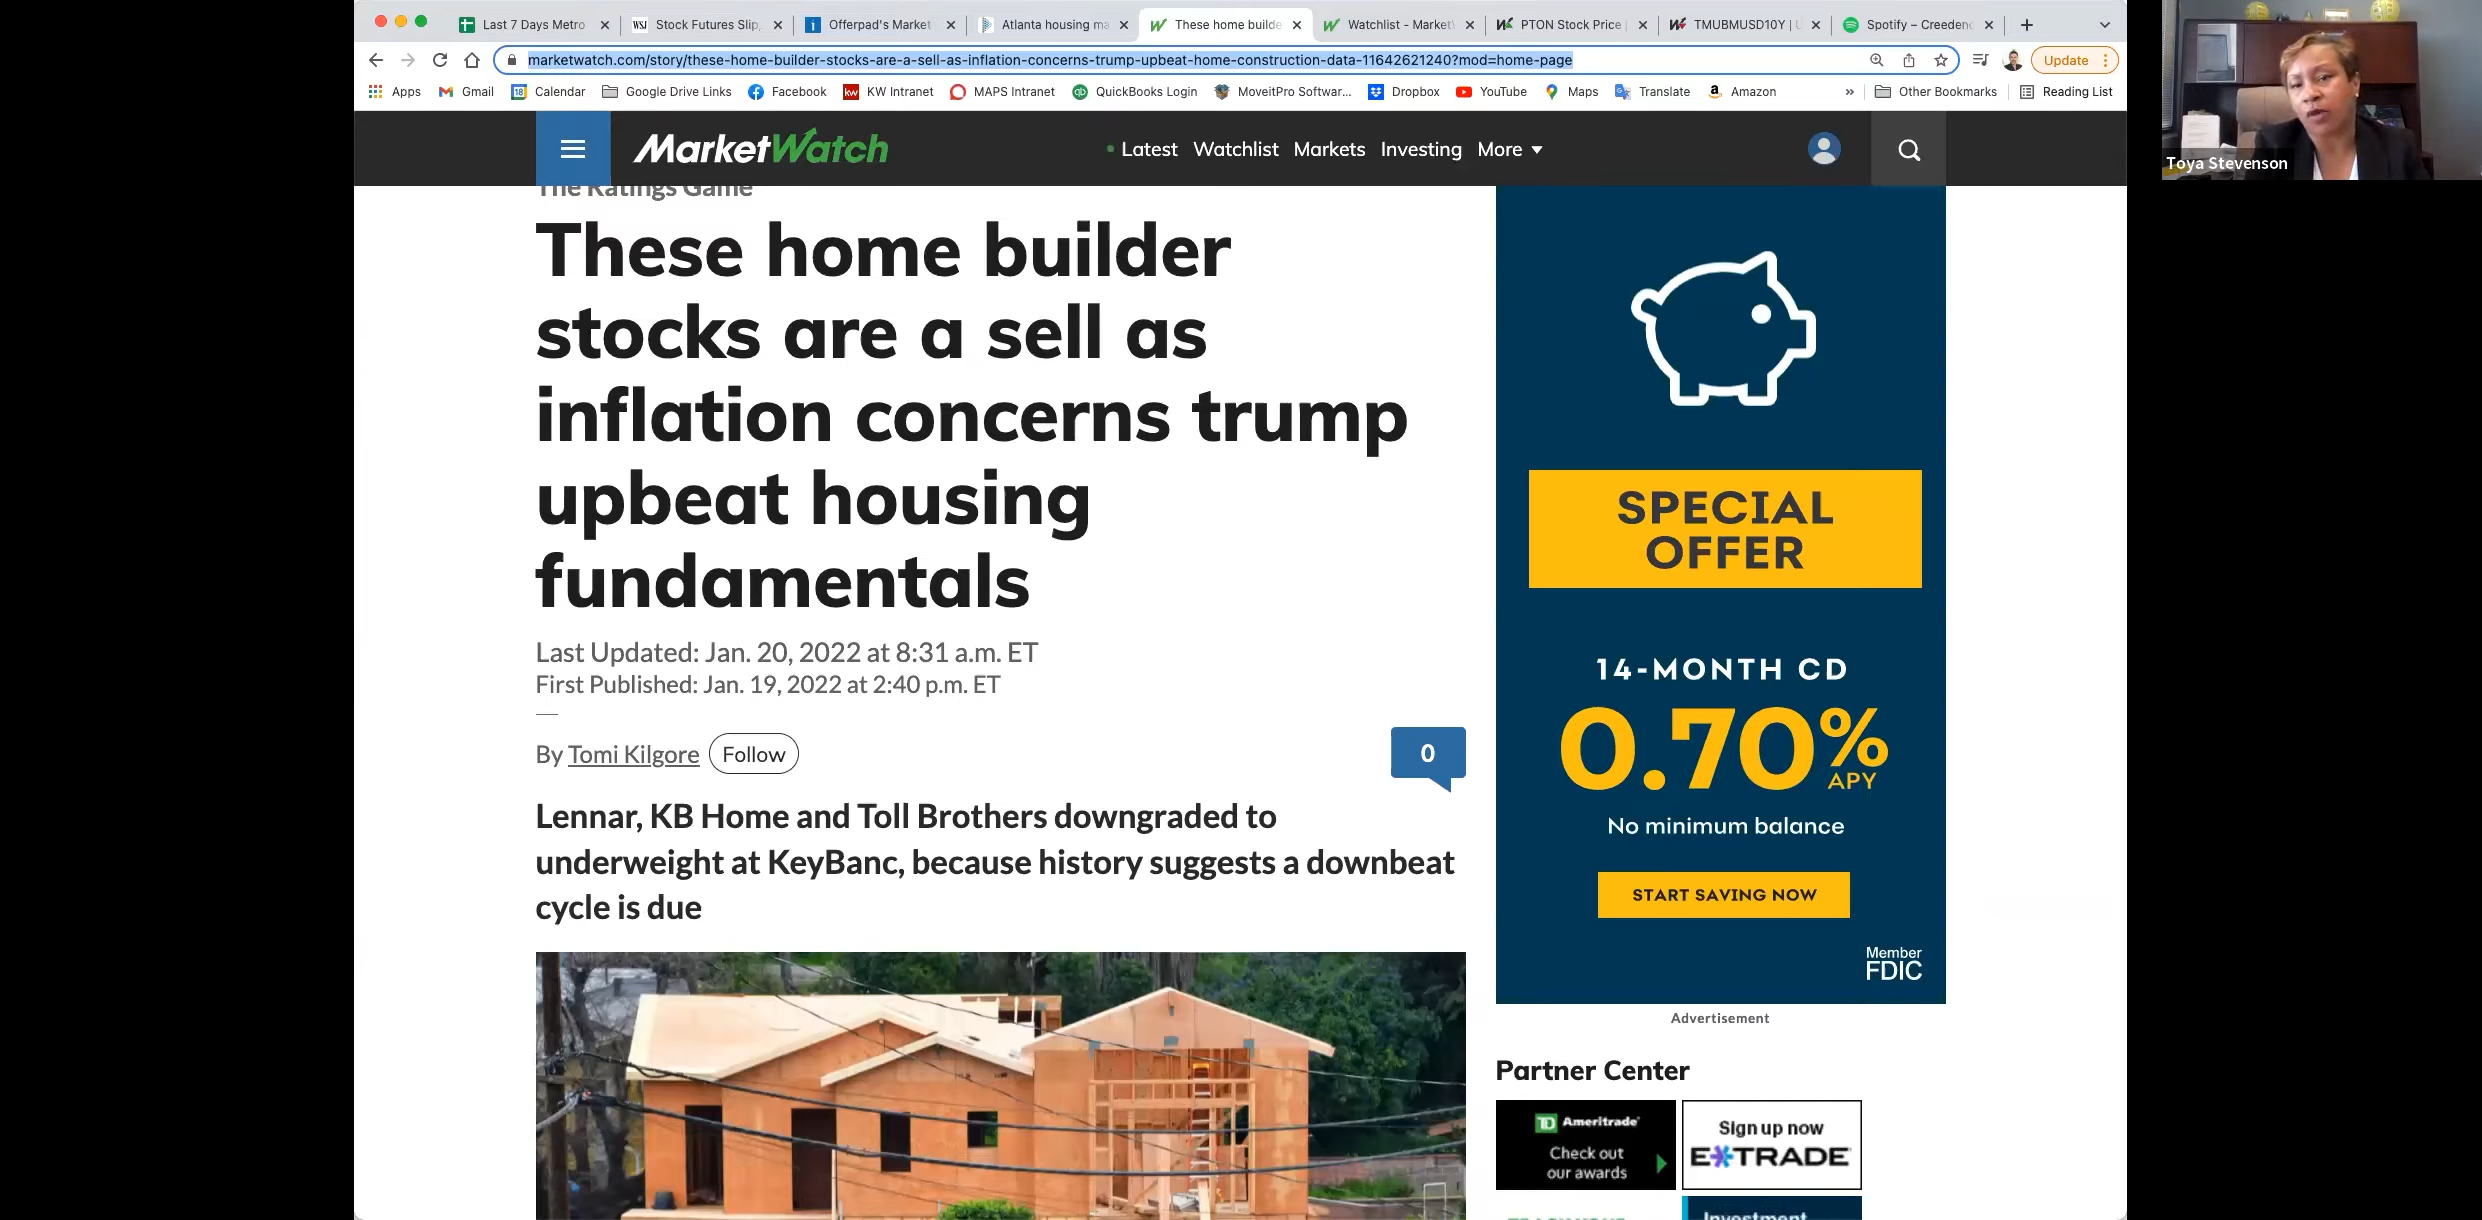 Last 7 Days Metro
Stock Futures Slip,
Offerpad's Market
Atlanta housing ma
These home builde
Watchlist - Market
PTON Stock Price
TMUBMUSD10Y | U
Spotify – Creedenc
marketwatch.com/story/these-home-builder-stocks-are-a-sell-as-inflation-concerns-trump-upbeat-home-construction-data-11642621240?mod=home-page
Update
Apps
Gmail
Calendar
Google Drive Links
Facebook
kw KW Intranet
MAPS Intranet
QuickBooks Login
MoveitPro Softwar...
Dropbox
YouTube
Maps
Translate
Amazon
»
Other Bookmarks
Reading List
MarketWatch
Latest
Watchlist
Markets
Investing
More
Toya Stevenson
The Ratings Game
These home builder
stocks are a sell as
inflation concerns trump
upbeat housing
fundamentals
Last Updated: Jan. 20, 2022 at 8:31 a.m. ET
First Published: Jan. 19, 2022 at 2:40 p.m. ET
By Tomi Kilgore
Follow
0
Lennar, KB Home and Toll Brothers downgraded to
underweight at KeyBanc, because history suggests a downbeat
cycle is due
SPECIAL
OFFER
14-MONTH CD
0.70%
APY
No minimum balance
START SAVING NOW
Member
FDIC
Advertisement
Partner Center
TD Ameritrade
Check out
our awards
Sign up now
E*TRADE
Investment